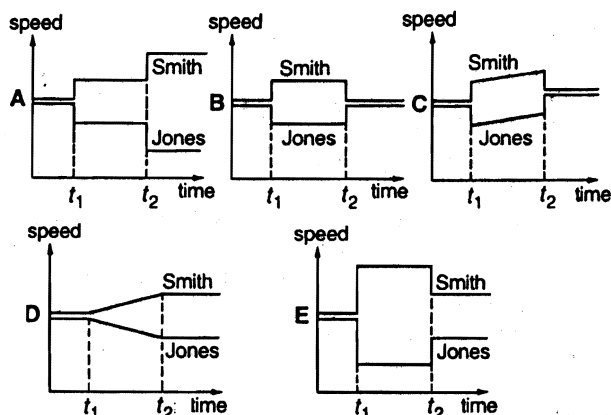 speed
A
Smith
Jones
t1 t2 time
speed
B
Smith
Jones
t1 t2 time
speed
C
Smith
Jones
t1 t2 time
speed
D
Smith
Jones
t1 t2 time
speed
E
Smith
Jones
t1 t2 time